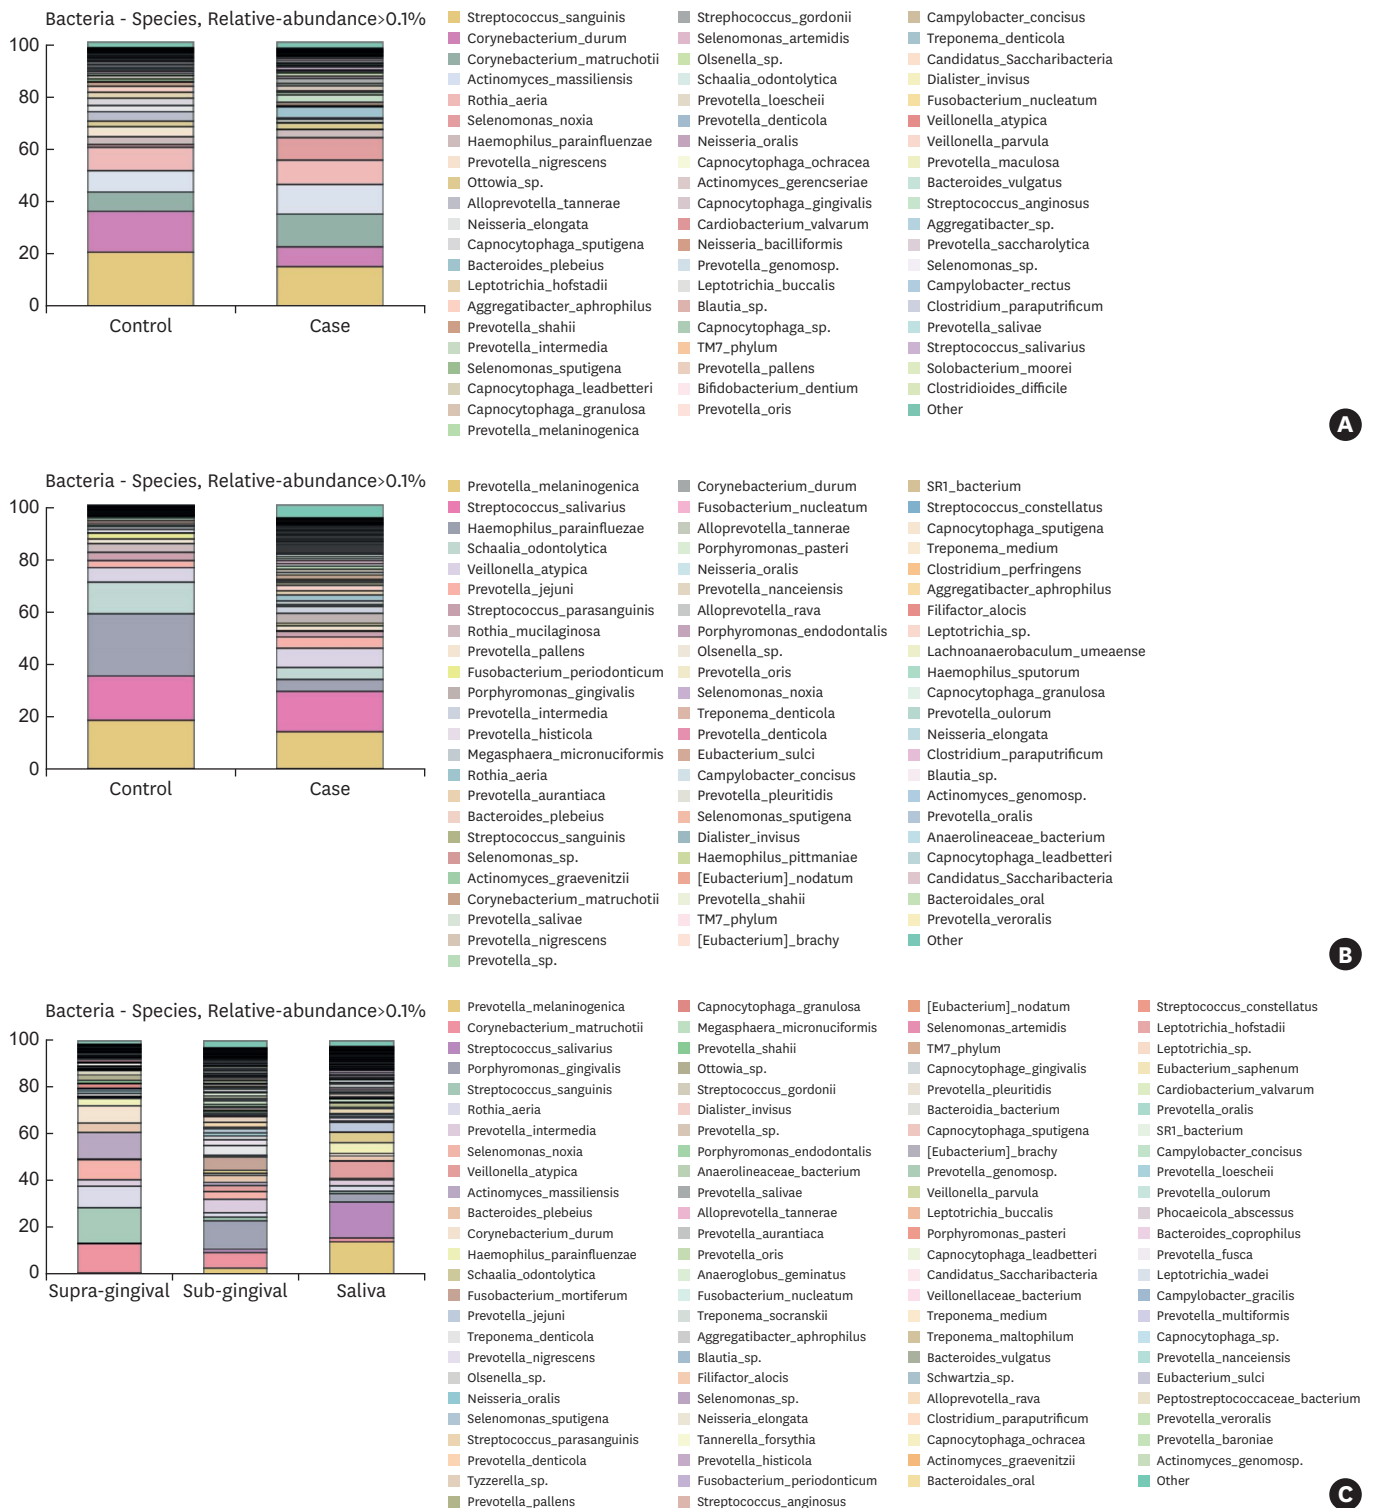 Bacteria - Species, Relative-abundance>0.1%
100
80
60
40
20
0
Control
Case
Streptococcus_sanguinis
Corynebacterium_durum
Corynebacterium_matruchotii
Actinomyces_massiliensis
Rothia_aeria
Selenomonas_noxia
Haemophilus_parainfluenzae
Prevotella_nigrescens
Ottowia_sp.
Alloprevotella_tannerae
Neisseria_elongata
Capnocytophaga_sputigena
Bacteroides_plebeius
Leptotrichia_hofstadii
Aggregatibacter_aphrophilus
Prevotella_shahii
Prevotella_intermedia
Selenomonas_sputigena
Capnocytophaga_leadbetteri
Capnocytophaga_granulosa
Prevotella_melaninogenica
Strephococcus_gordonii
Selenomonas_artemidis
Olsenella_sp.
Schaalia_odontolytica
Prevotella_loescheii
Prevotella_denticola
Neisseria_oralis
Capnocytophaga_ochracea
Actinomyces_gerencseriae
Capnocytophaga_gingivalis
Cardiobacterium_valvarum
Neisseria_bacilliformis
Prevotella_genomosp.
Leptotrichia_buccalis
Blautia_sp.
Capnocytophaga_sp.
TM7_phylum
Prevotella_pallens
Bifidobacterium_dentium
Prevotella_oris
Campylobacter_concisus
Treponema_denticola
Candidatus_Saccharibacteria
Dialister_invisus
Fusobacterium_nucleatum
Veillonella_atypica
Veillonella_parvula
Prevotella_maculosa
Bacteroides_vulgatus
Streptococcus_anginosus
Aggregatibacter_sp.
Prevotella_saccharolytica
Selenomonas_sp.
Campylobacter_rectus
Clostridium_paraputrificum
Prevotella_salivae
Streptococcus_salivarius
Solobacterium_moorei
Clostridioides_difficile
Other
A
Bacteria - Species, Relative-abundance>0.1%
100
80
60
40
20
0
Control
Case
Prevotella_melaninogenica
Streptococcus_salivarius
Haemophilus_parainfluezae
Schaalia_odontolytica
Veillonella_atypica
Prevotella_jejuni
Streptococcus_parasanguinis
Rothia_mucilaginosa
Prevotella_pallens
Fusobacterium_periodonticum
Porphyromonas_gingivalis
Prevotella_intermedia
Prevotella_histicola
Megasphaera_micronuciformis
Rothia_aeria
Prevotella_aurantiaca
Bacteroides_plebeius
Streptococcus_sanguinis
Selenomonas_sp.
Actinomyces_graevenitzii
Corynebacterium_matruchotii
Prevotella_salivae
Prevotella_nigrescens
Prevotella_sp.
Corynebacterium_durum
Fusobacterium_nucleatum
Alloprevotella_tannerae
Porphyromonas_pasteri
Neisseria_oralis
Prevotella_nanceiensis
Alloprevotella_rava
Porphyromonas_endodontalis
Olsenella_sp.
Prevotella_oris
Selenomonas_noxia
Treponema_denticola
Prevotella_denticola
Eubacterium_sulci
Campylobacter_concisus
Prevotella_pleuritidis
Selenomonas_sputigena
Dialister_invisus
Haemophilus_pittmaniae
[Eubacterium]_nodatum
Prevotella_shahii
TM7_phylum
[Eubacterium]_brachy
SR1_bacterium
Streptococcus_constellatus
Capnocytophaga_sputigena
Treponema_medium
Clostridium_perfringens
Aggregatibacter_aphrophilus
Filifactor_alocis
Leptotrichia_sp.
Lachnoanaerobaculum_umeaense
Haemophilus_sputorum
Capnocytophaga_granulosa
Prevotella_oulorum
Neisseria_elongata
Clostridium_paraputrificum
Blautia_sp.
Actinomyces_genomosp.
Prevotella_oralis
Anaerolineaceae_bacterium
Capnocytophaga_leadbetteri
Candidatus_Saccharibacteria
Bacteroidales_oral
Prevotella_veroralis
Other
B
Bacteria - Species, Relative-abundance>0.1%
100
80
60
40
20
0
Supra-gingival
Sub-gingival
Saliva
Prevotella_melaninogenica
Corynebacterium_matruchotii
Streptococcus_salivarius
Porphyromonas_gingivalis
Streptococcus_sanguinis
Rothia_aeria
Prevotella_intermedia
Selenomonas_noxia
Veillonella_atypica
Actinomyces_massiliensis
Bacteroides_plebeius
Corynebacterium_durum
Haemophilus_parainfluenzae
Schaalia_odontolytica
Fusobacterium_mortiferum
Prevotella_jejuni
Treponema_denticola
Prevotella_nigrescens
Olsenella_sp.
Neisseria_oralis
Selenomonas_sputigena
Streptococcus_parasanguinis
Prevotella_denticola
Tyzzerella_sp.
Prevotella_pallens
Capnocytophaga_granulosa
Megasphaera_micronuciformis
Prevotella_shahii
Ottowia_sp.
Streptococcus_gordonii
Dialister_invisus
Prevotella_sp.
Porphyromonas_endodontalis
Anaerolineaceae_bacterium
Prevotella_salivae
Alloprevotella_tannerae
Prevotella_aurantiaca
Prevotella_oris
Anaeroglobus_geminatus
Fusobacterium_nucleatum
Treponema_socranskii
Aggregatibacter_aphrophilus
Blautia_sp.
Filifactor_alocis
Selenomonas_sp.
Neisseria_elongata
Tannerella_forsythia
Prevotella_histicola
Fusobacterium_periodonticum
Streptococcus_anginosus
[Eubacterium]_nodatum
Selenomonas_artemidis
TM7_phylum
Capnocytophage_gingivalis
Prevotella_pleuritidis
Bacteroidia_bacterium
Capnocytophaga_sputigena
[Eubacterium]_brachy
Prevotella_genomosp.
Veillonella_parvula
Leptotrichia_buccalis
Porphyromonas_pasteri
Capnocytophaga_leadbetteri
Candidatus_Saccharibacteria
Veillonellaceae_bacterium
Treponema_medium
Treponema_maltophilum
Bacteroides_vulgatus
Schwartzia_sp.
Alloprevotella_rava
Clostridium_paraputrificum
Capnocytophaga_ochracea
Actinomyces_graevenitzii
Bacteroidales_oral
Streptococcus_constellatus
Leptotrichia_hofstadii
Leptotrichia_sp.
Eubacterium_saphenum
Cardiobacterium_valvarum
Prevotella_oralis
SR1_bacterium
Campylobacter_concisus
Prevotella_loescheii
Prevotella_oulorum
Phocaeicola_abscessus
Bacteroides_coprophilus
Prevotella_fusca
Leptotrichia_wadei
Campylobacter_gracilis
Prevotella_multiformis
Capnocytophaga_sp.
Prevotella_nanceiensis
Eubacterium_sulci
Peptostreptococcaceae_bacterium
Prevotella_veroralis
Prevotella_baroniae
Actinomyces_genomosp.
Other
C